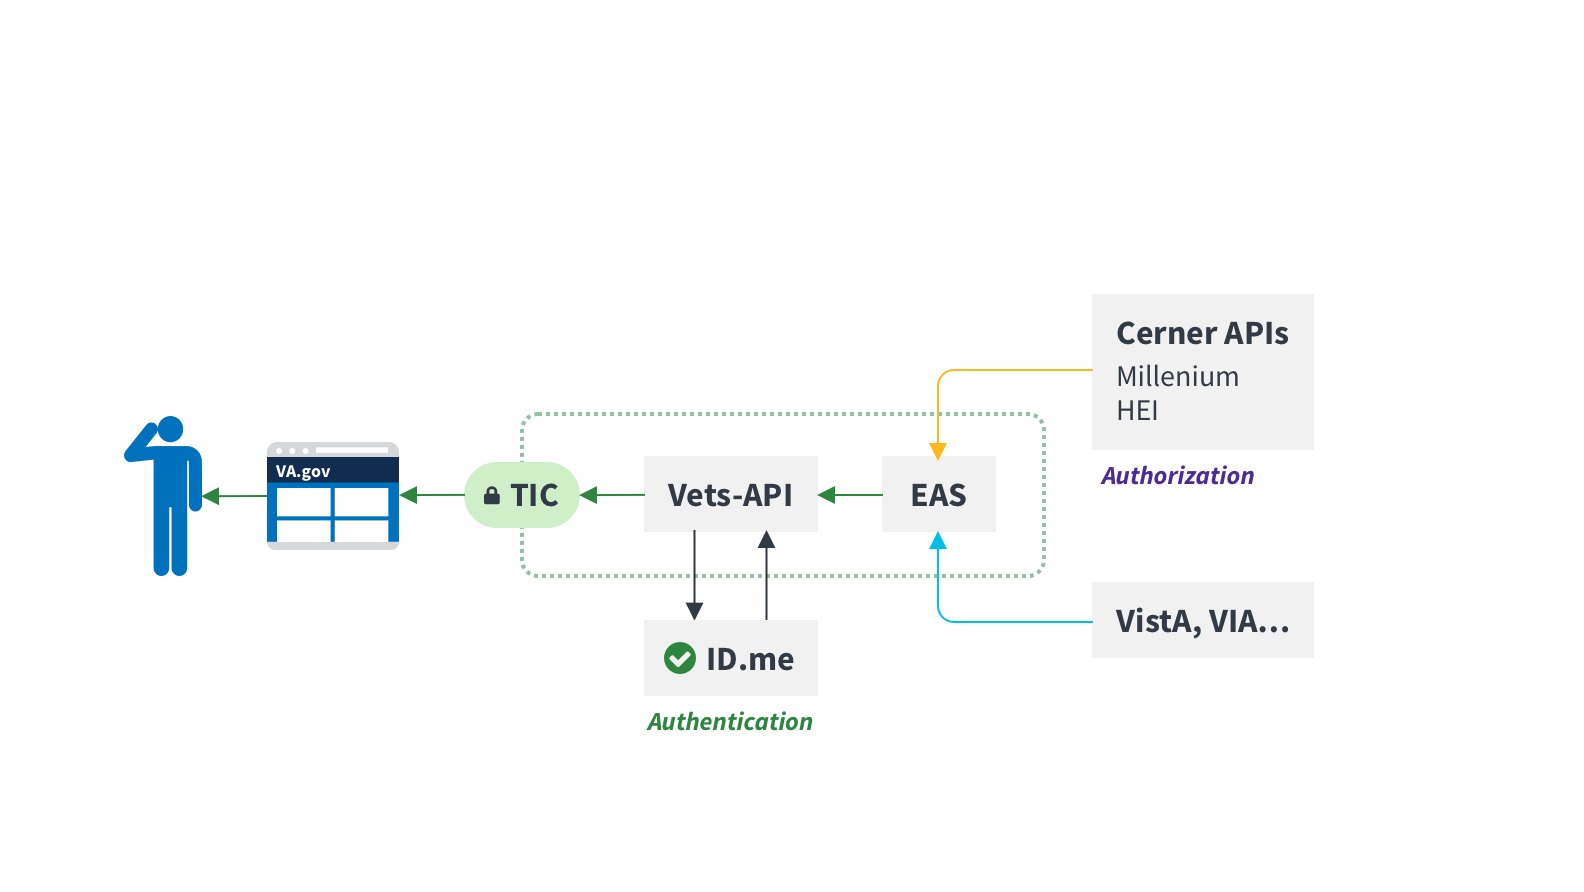 Cerner APIs
Millenium
HEI
Authorization
VA.gov
TIC
Vets-API
EAS
VistA, VIA...
ID.me
Authentication